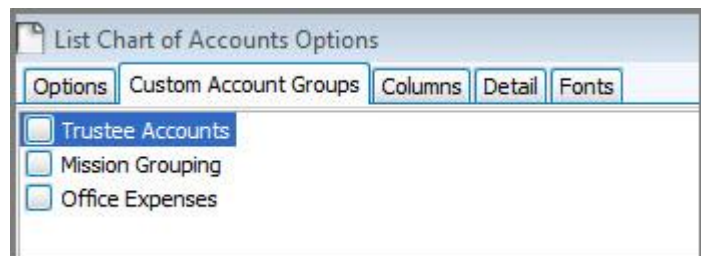 List Chart of Accounts Options
Options Custom Account Groups Columns Detail Fonts
Trustee Accounts
Mission Grouping
Office Expenses